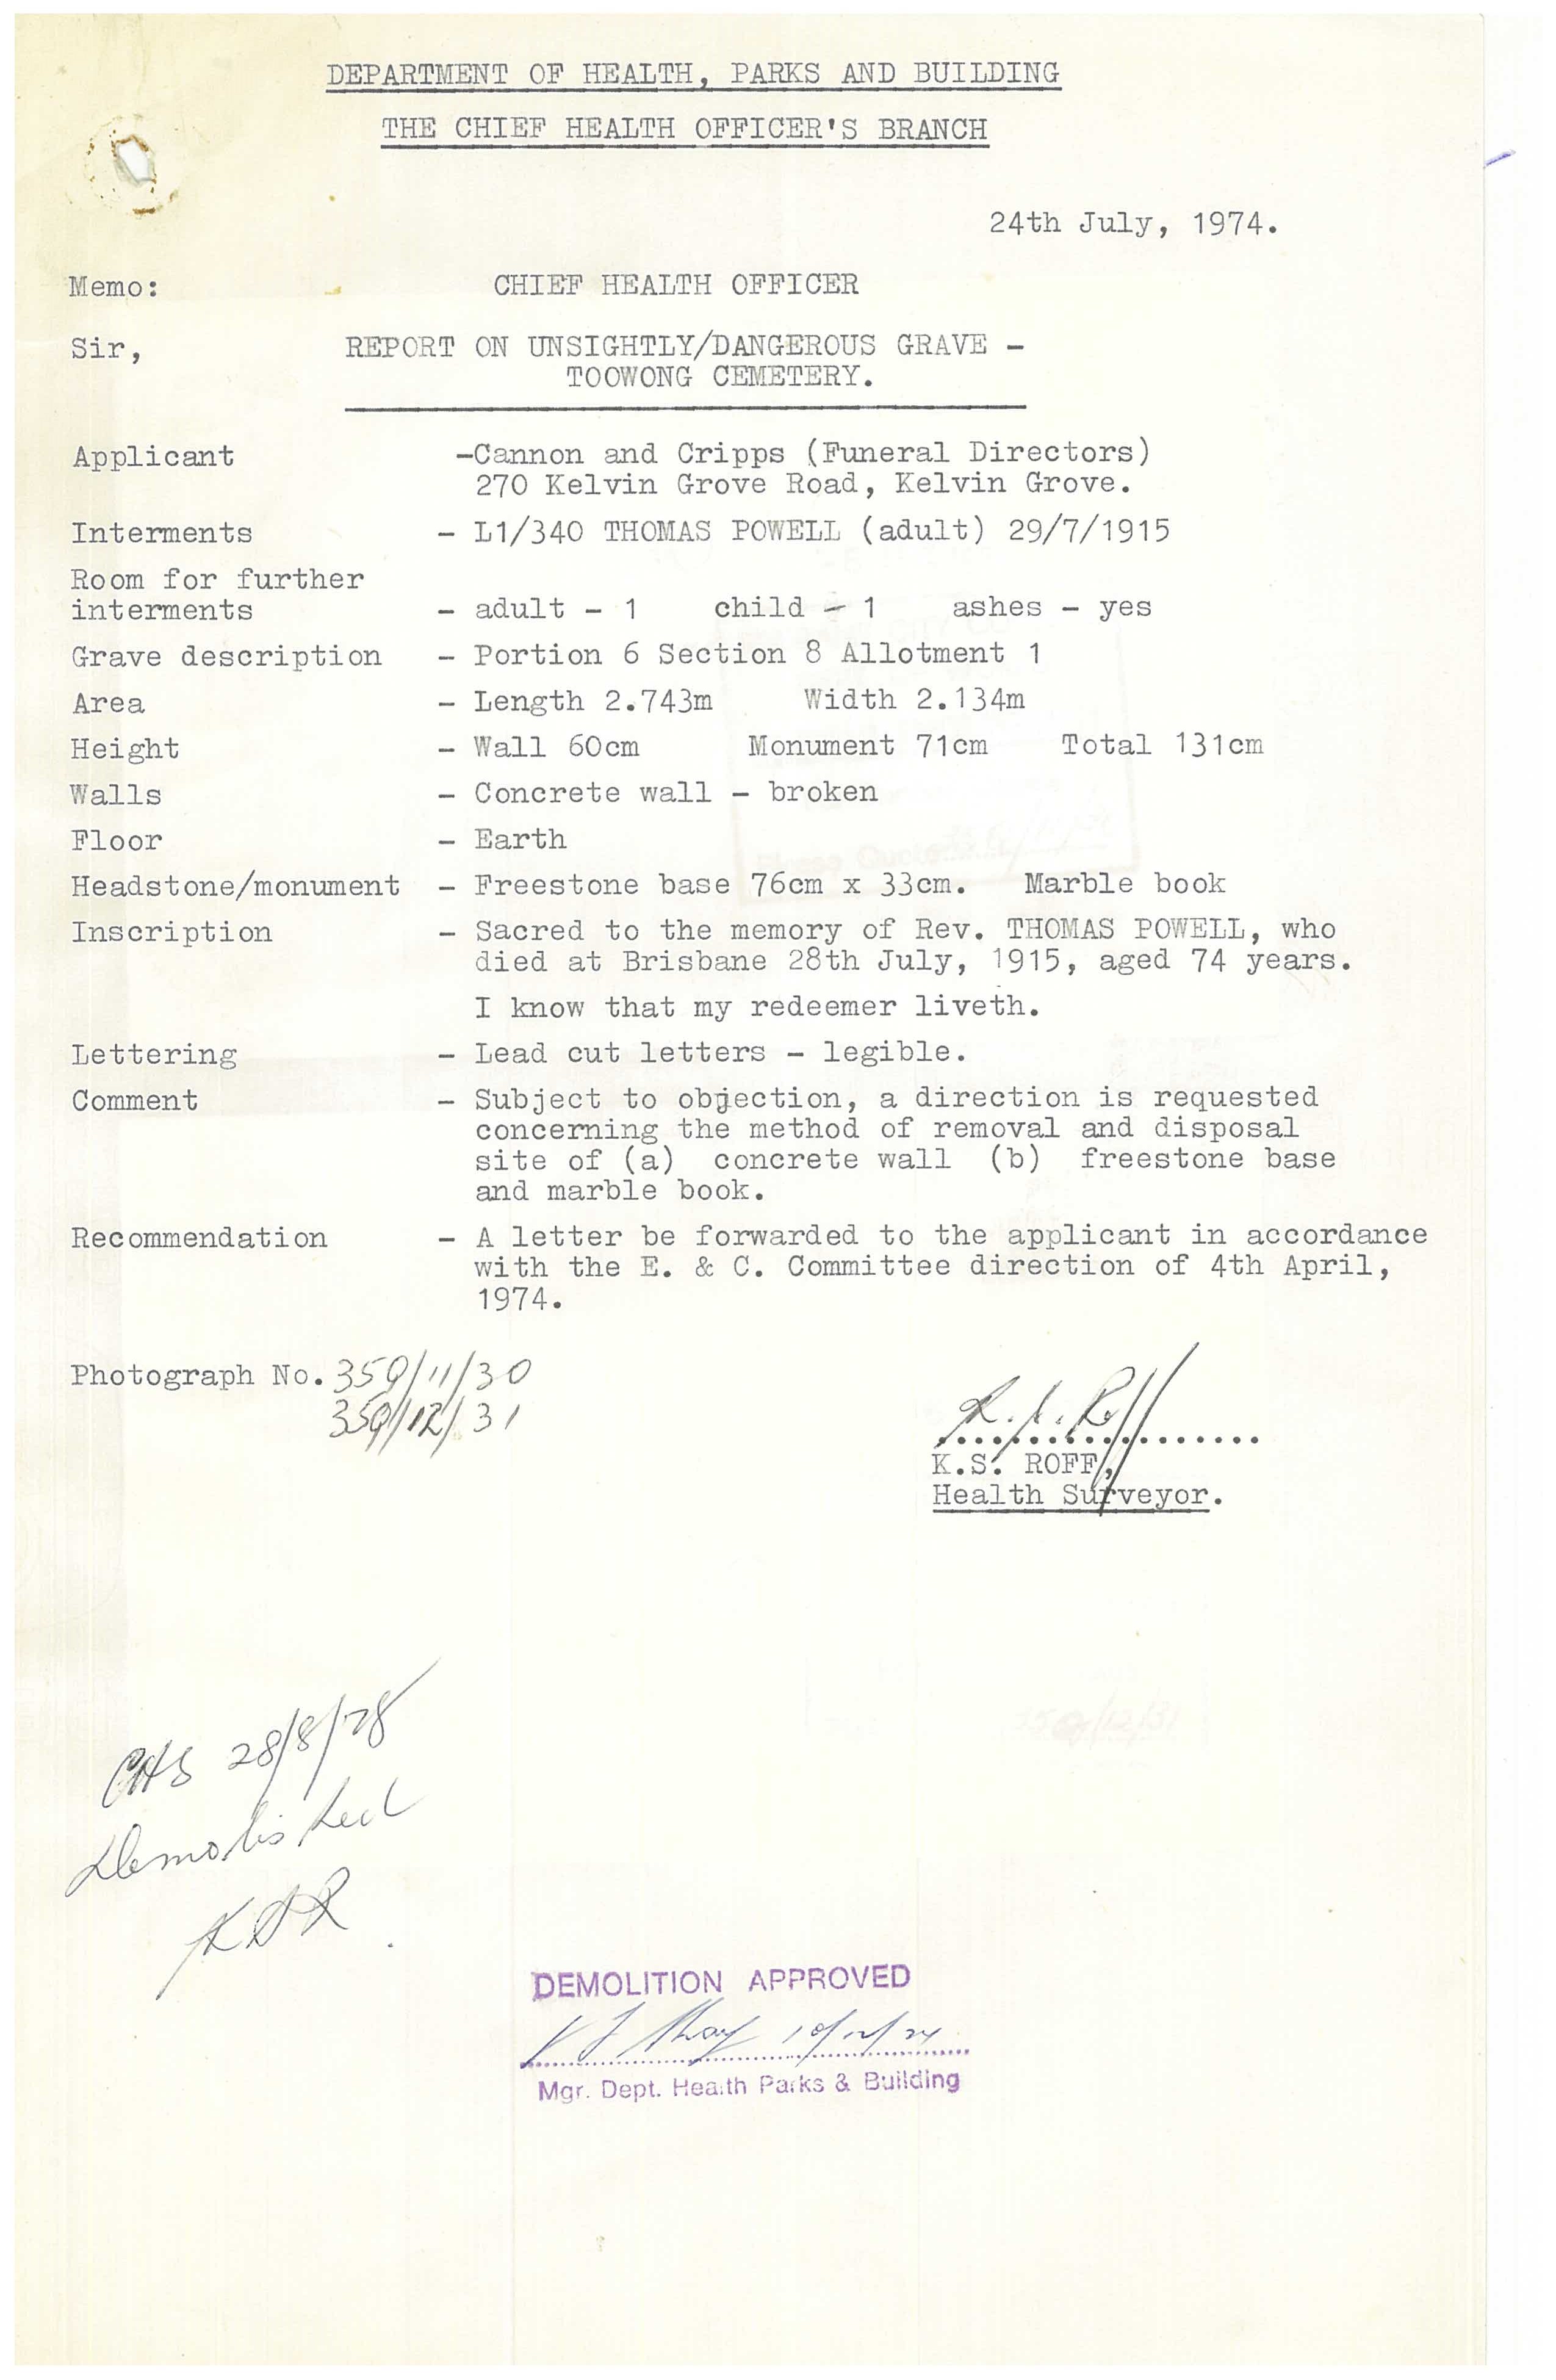 DEPARTMENT OF HEALTH, PARKS AND BUILDING
THE CHIEF HEALTH OFFICER'S BRANCH
24th July, 1974.
Memo: CHIEF HEALTH OFFICER
Sir, REPORT ON UNSIGHTLY/DANGEROUS GRAVE -
TOOWONG CEMETERY.
Applicant -Cannon and Cripps (Funeral Directors)
270 Kelvin Grove Road, Kelvin Grove.
Interments - L1/340 THOMAS POWELL (adult) 29/7/1915
Room for further
interments - adult - 1 child - 1 ashes - yes
Grave description - Portion 6 Section 8 Allotment 1
Area - Length 2.743m Width 2.134m
Height - Wall 60cm Monument 71cm Total 131cm
Walls - Concrete wall - broken
Floor - Earth
Headstone/monument - Freestone base 76cm x 33cm. Marble book
Inscription - Sacred to the memory of Rev. THOMAS POWELL, who
died at Brisbane 28th July, 1915, aged 74 years.
I know that my redeemer liveth.
Lettering - Lead cut letters - legible.
Comment - Subject to objection, a direction is requested
concerning the method of removal and disposal
site of (a) concrete wall (b) freestone base
and marble book.
Recommendation - A letter be forwarded to the applicant in accordance
with the E. & C. Committee direction of 4th April,
1974.
Photograph No. 35Q/11/30
35Q/12/31
K.S. ROFF,
Health Surveyor.
28/8/78
Demolished
KSR
DEMOLITION APPROVED
Mgr. Dept. Health Parks & Building